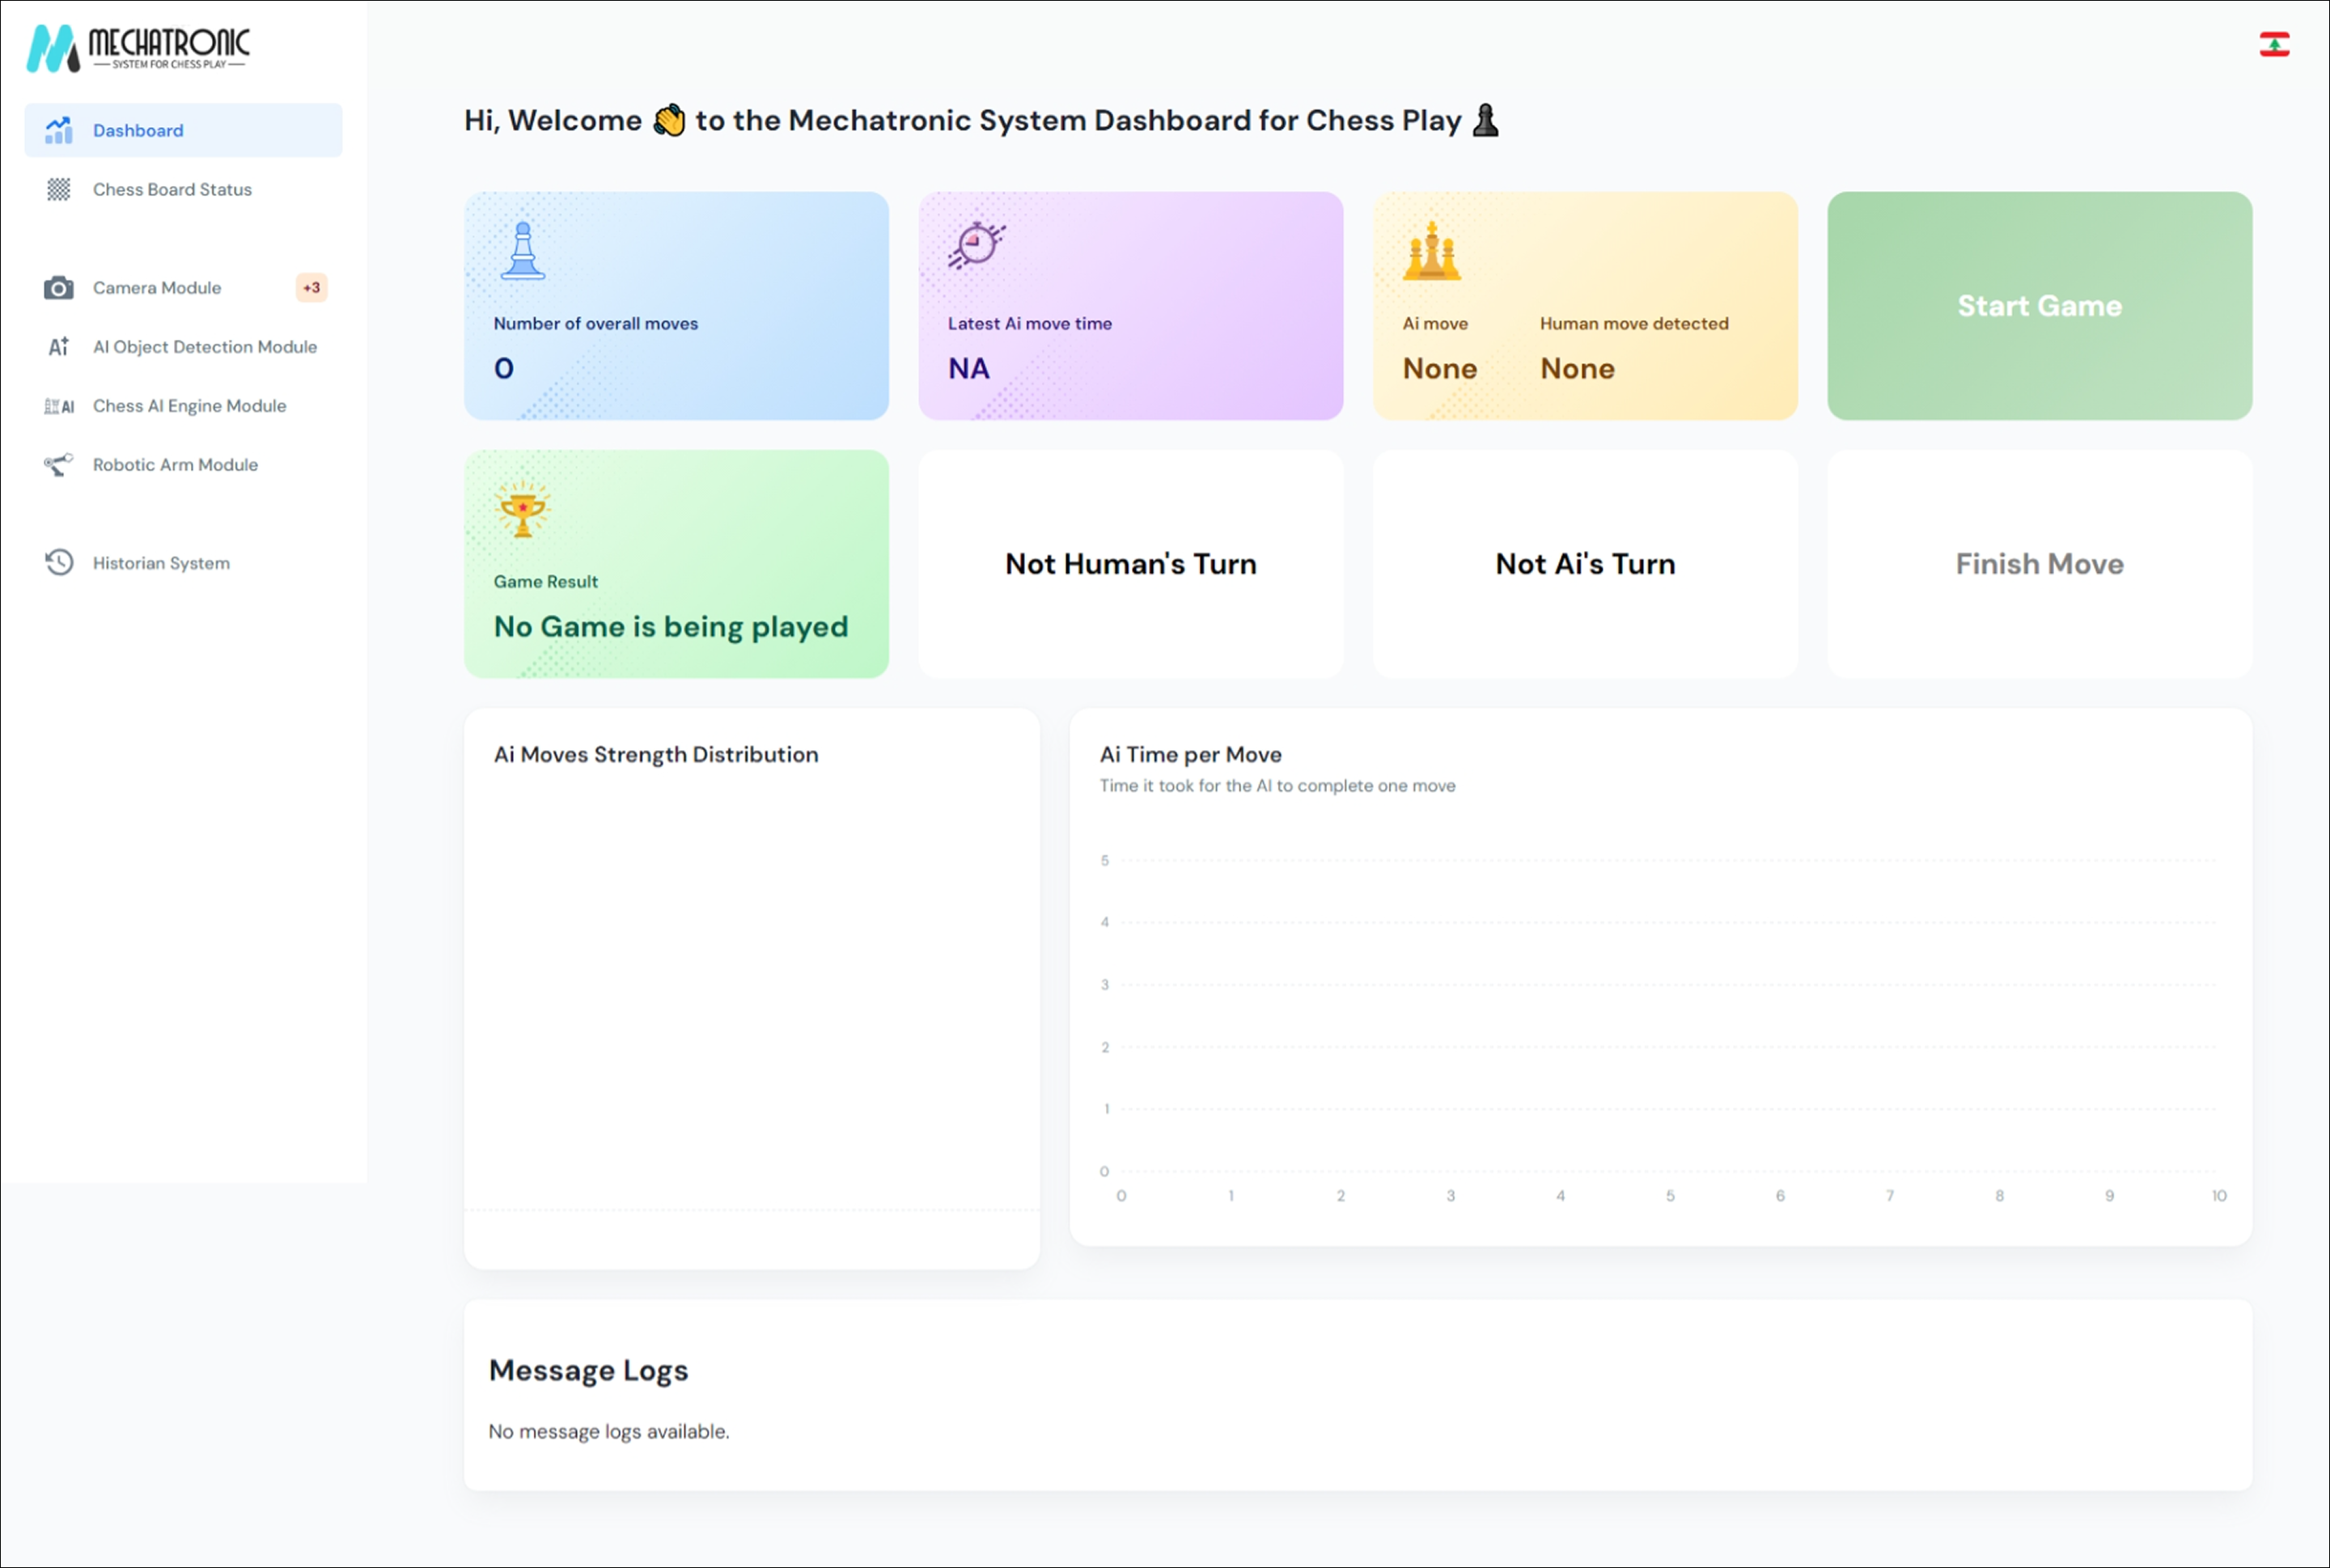 MECHATRONIC
SYSTEM FOR CHESS PLAY
Dashboard
Chess Board Status
Camera Module +3
AI AI Object Detection Module
AI Chess AI Engine Module
Robotic Arm Module
Historian System
Hi, Welcome 👋 to the Mechatronic System Dashboard for Chess Play ♟
Number of overall moves
0
Latest Ai move time
NA
Ai move Human move detected
None None
Start Game
Game Result
No Game is being played
Not Human's Turn
Not Ai's Turn
Finish Move
Ai Moves Strength Distribution
Ai Time per Move
Time it took for the AI to complete one move
5
4
3
2
1
0
0 1 2 3 4 5 6 7 8 9 10
Message Logs
No message logs available.